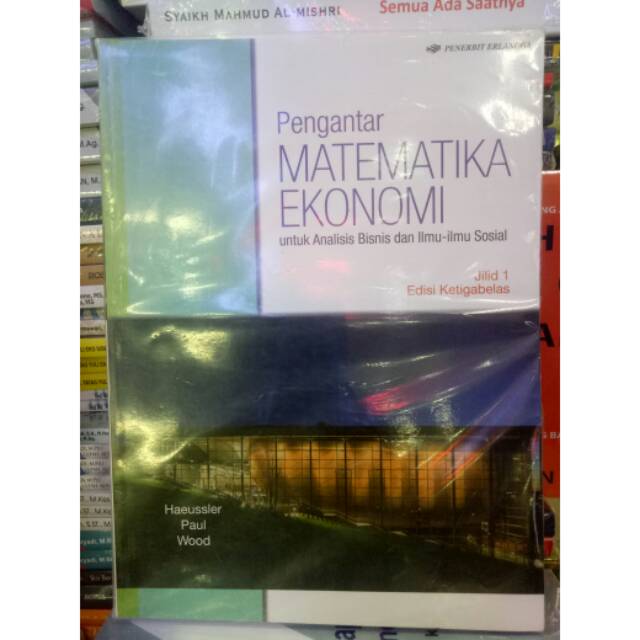 SYAIKH MAHMUD AL-MISHRI
Semua Ada Saatnya
PENERBIT ERLANGGA
Pengantar
MATEMATIKA
EKONOMI
untuk Analisis Bisnis dan Ilmu-ilmu Sosial
Jilid 1
Edisi Ketigabelas
Haeussler
Paul
Wood